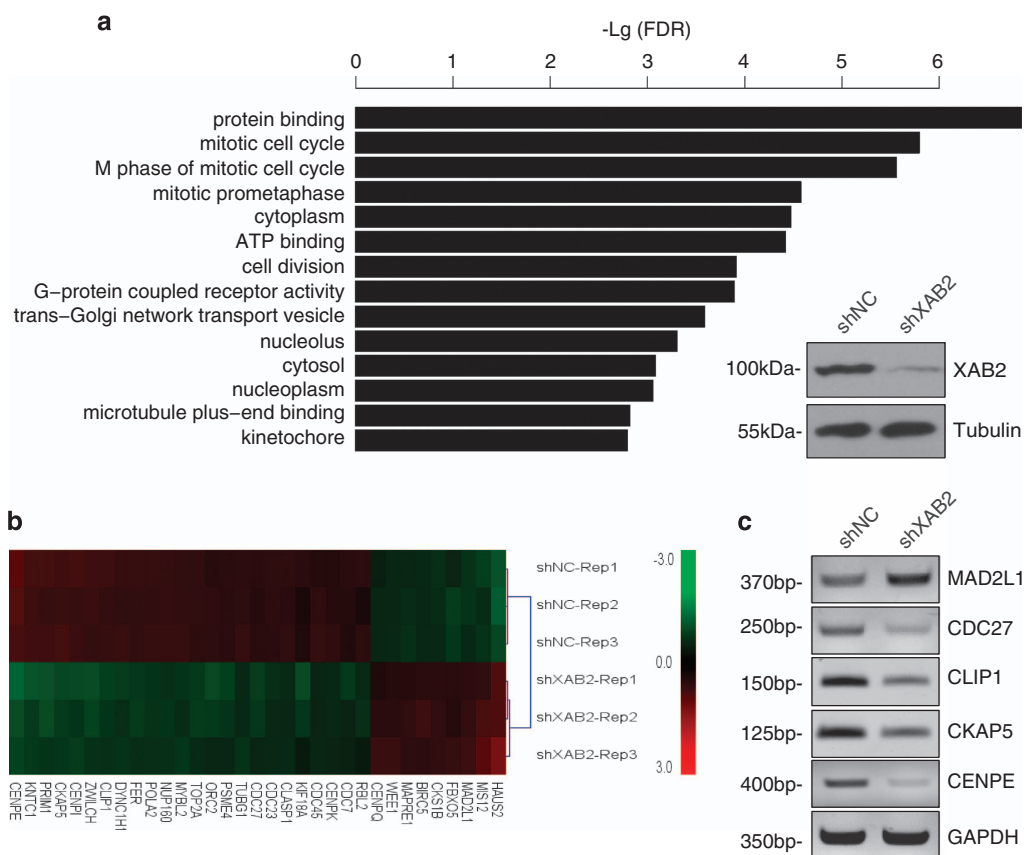 a
-Lg (FDR)
0 1 2 3 4 5 6
protein binding
mitotic cell cycle
M phase of mitotic cell cycle
mitotic prometaphase
cytoplasm
ATP binding
cell division
G−protein coupled receptor activity
trans−Golgi network transport vesicle
nucleolus
cytosol
nucleoplasm
microtubule plus−end binding
kinetochore
shNC shXAB2
100kDa- XAB2
55kDa- Tubulin
b
shNC-Rep1
shNC-Rep2
shNC-Rep3
shXAB2-Rep1
shXAB2-Rep2
shXAB2-Rep3
-3.0
0.0
3.0
CENPE
KNTC1
PRIM1
CKAP5
CENPI
ZWILCH
CLIP1
DYNC1H1
FER
POLA2
NUP160
MYBL2
TOP2A
ORC2
PSME4
TUBG1
CDC27
CDC23
CLASP1
KIF18A
CDC45
CENPK
CDC7
RBL2
CENPQ
WEE1
MAPRE1
BIRC5
CKS1B
FBXO5
MAD2L1
MIS12
HAUS2
c
shNC shXAB2
370bp- MAD2L1
250bp- CDC27
150bp- CLIP1
125bp- CKAP5
400bp- CENPE
350bp- GAPDH